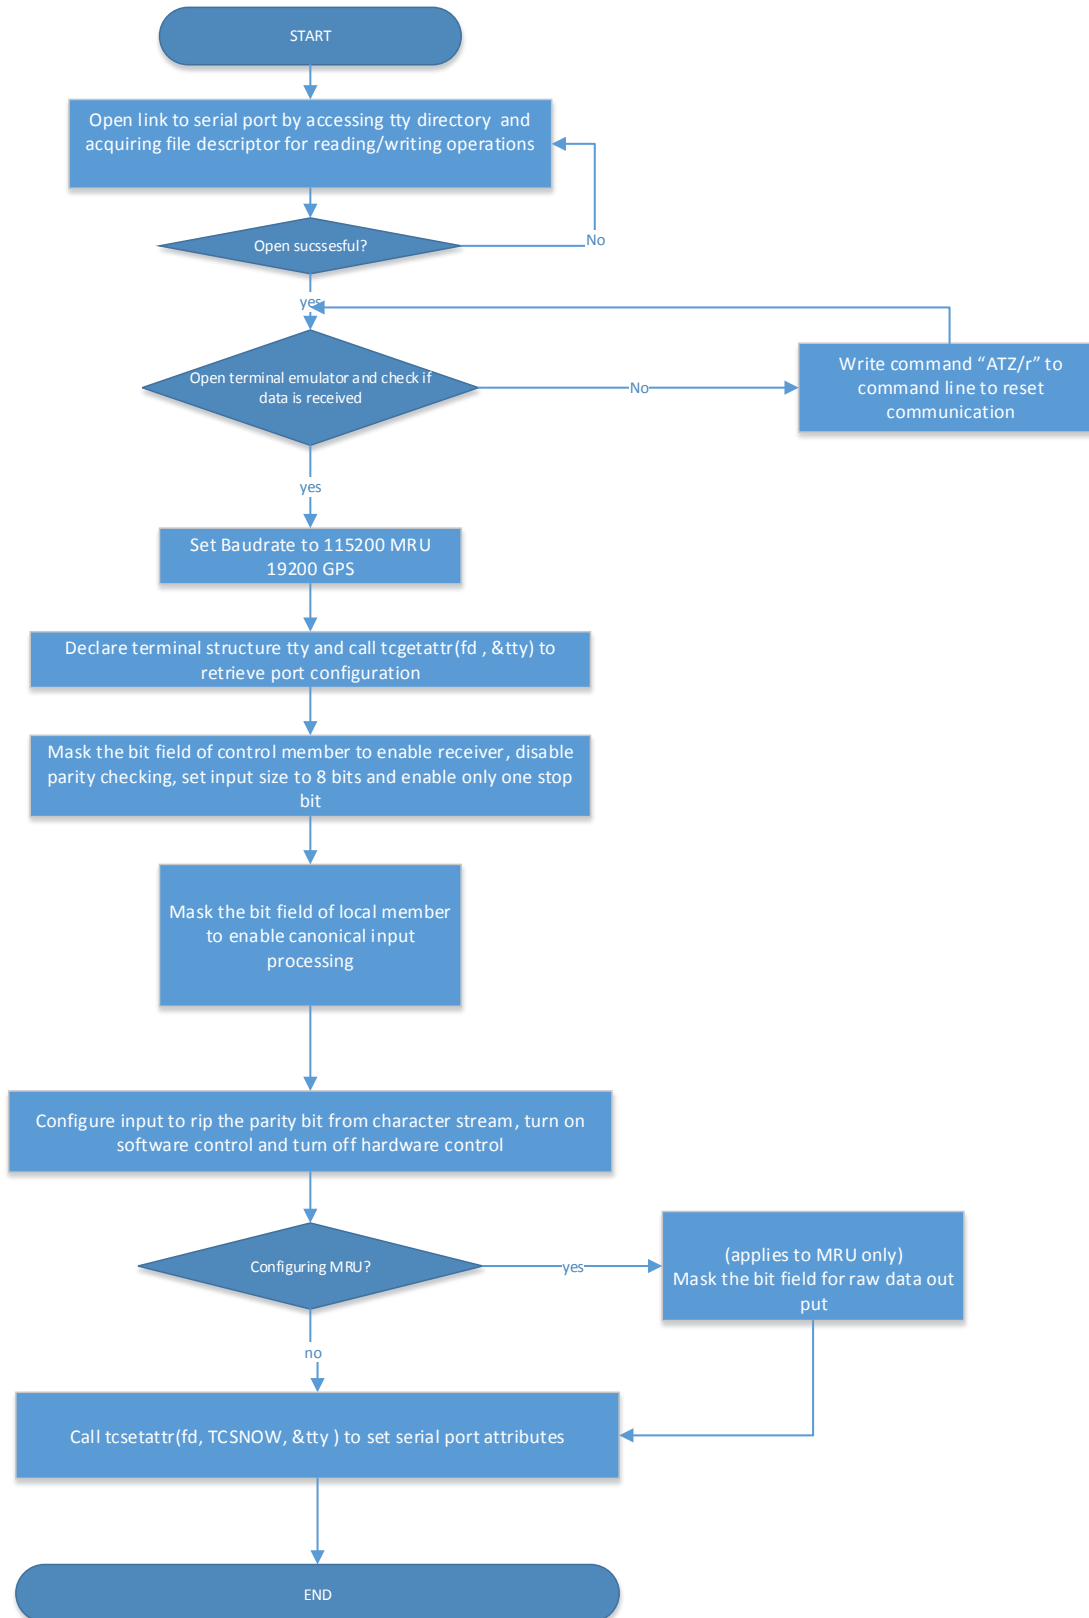 START
Open link to serial port by accessing tty directory and
acquiring file descriptor for reading/writing operations
Open sucssesful?
No
yes
Open terminal emulator and check if
data is received
No
Write command “ATZ/r” to
command line to reset
communication
yes
Set Baudrate to 115200 MRU
19200 GPS
Declare terminal structure tty and call tcgetattr(fd , &tty) to
retrieve port configuration
Mask the bit field of control member to enable receiver, disable
parity checking, set input size to 8 bits and enable only one stop
bit
Mask the bit field of local member
to enable canonical input
processing
Configure input to rip the parity bit from character stream, turn on
software control and turn off hardware control
Configuring MRU?
yes
(applies to MRU only)
Mask the bit field for raw data out
put
no
Call tcsetattr(fd, TCSNOW, &tty ) to set serial port attributes
END